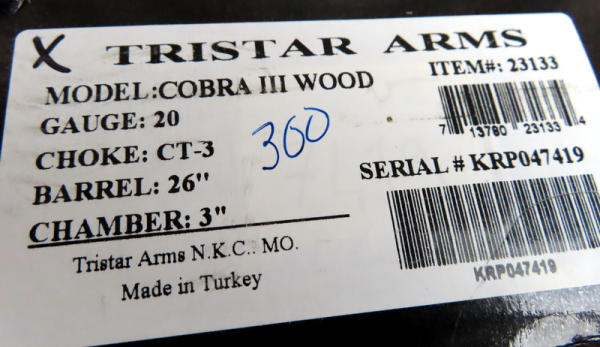 X TRISTAR ARMS
MODEL:COBRA III WOOD
ITEM#: 23133
GAUGE: 20
7 13780 23133 4
300
CHOKE: CT-3
SERIAL # KRP047419
BARREL: 26"
CHAMBER: 3"
KRP047419
Tristar Arms N.K.C.: MO.
Made in Turkey